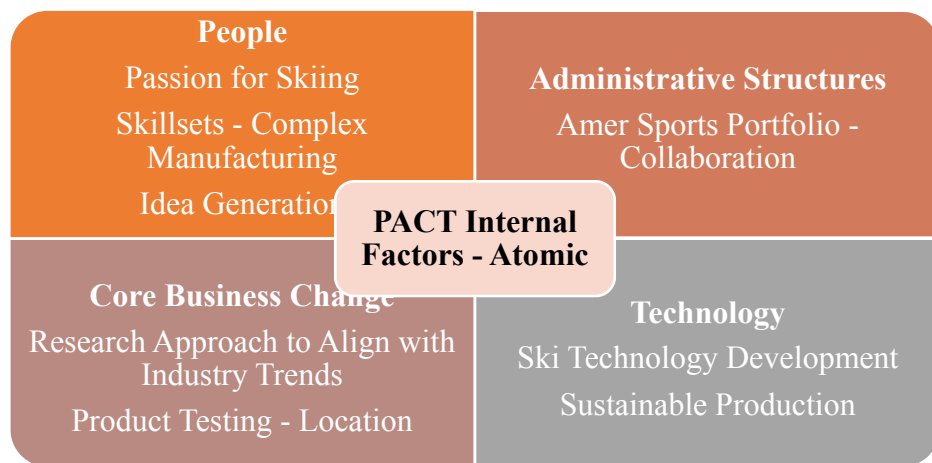 People
Passion for Skiing
Skillsets - Complex
Manufacturing
Idea Generation
Administrative Structures
Amer Sports Portfolio -
Collaboration
PACT Internal
Factors - Atomic
Core Business Change
Research Approach to Align with
Industry Trends
Product Testing - Location
Technology
Ski Technology Development
Sustainable Production